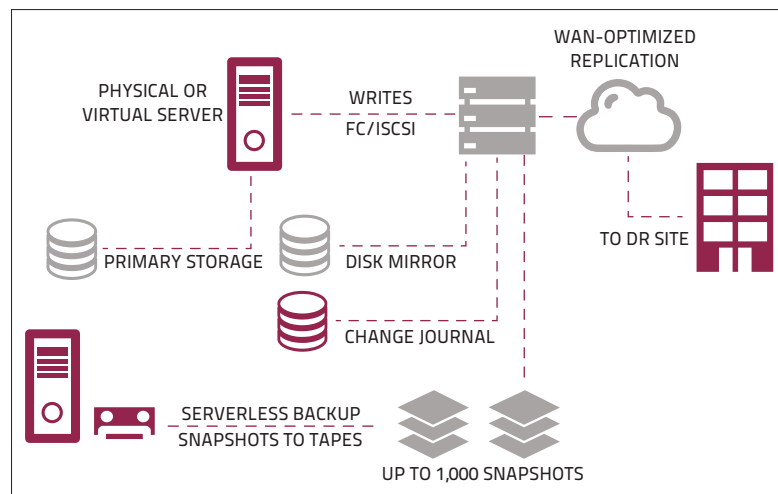 WAN-OPTIMIZED
REPLICATION
PHYSICAL OR
VIRTUAL SERVER
WRITES
FC/ISCSI
TO DR SITE
PRIMARY STORAGE
DISK MIRROR
CHANGE JOURNAL
SERVERLESS BACKUP
SNAPSHOTS TO TAPES
UP TO 1,000 SNAPSHOTS